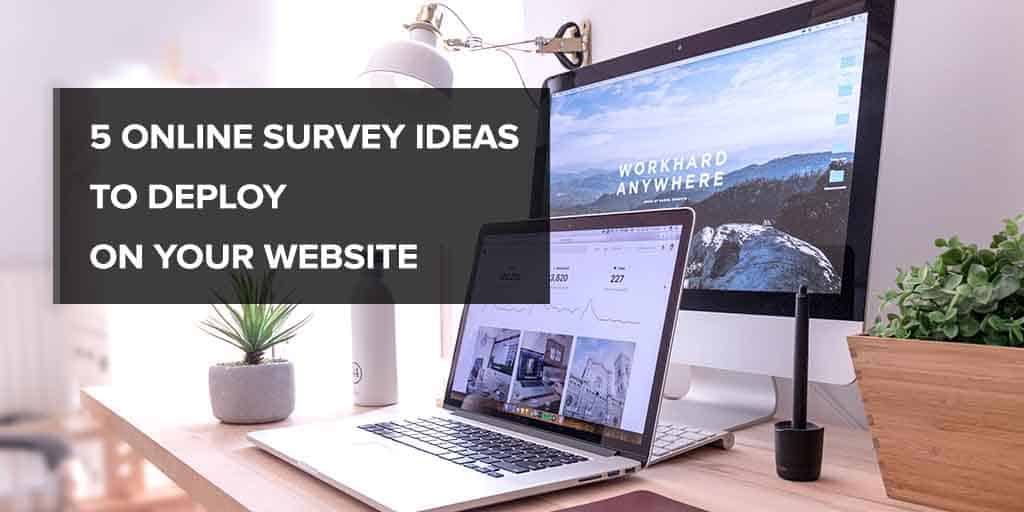 5 ONLINE SURVEY IDEAS
TO DEPLOY
ON YOUR WEBSITE
WORKHARD
ANYWHERE
227